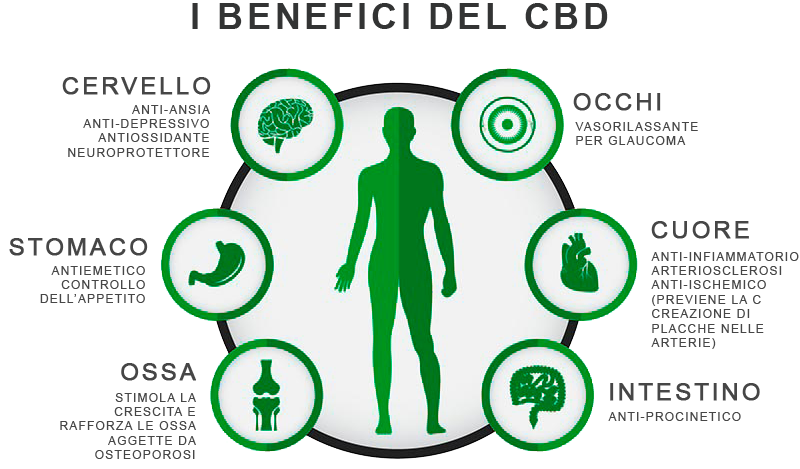 I BENEFICI DEL CBD
CERVELLO
ANTI-ANSIA
ANTI-DEPRESSIVO
ANTIOSSIDANTE
NEUROPROTETTORE
OCCHI
VASORILASSANTE
PER GLAUCOMA
STOMACO
ANTIEMETICO
CONTROLLO
DELL'APPETITO
CUORE
ANTI-INFIAMMATORIO
ARTERIOSCLEROSI
ANTI-ISCHEMICO
(PREVIENE LA C
CREAZIONE DI
PLACCHE NELLE
ARTERIE)
OSSA
STIMOLA LA
CRESCITA E
RAFFORZA LE OSSA
AGGETTE DA
OSTEOPOROSI
INTESTINO
ANTI-PROCINETICO